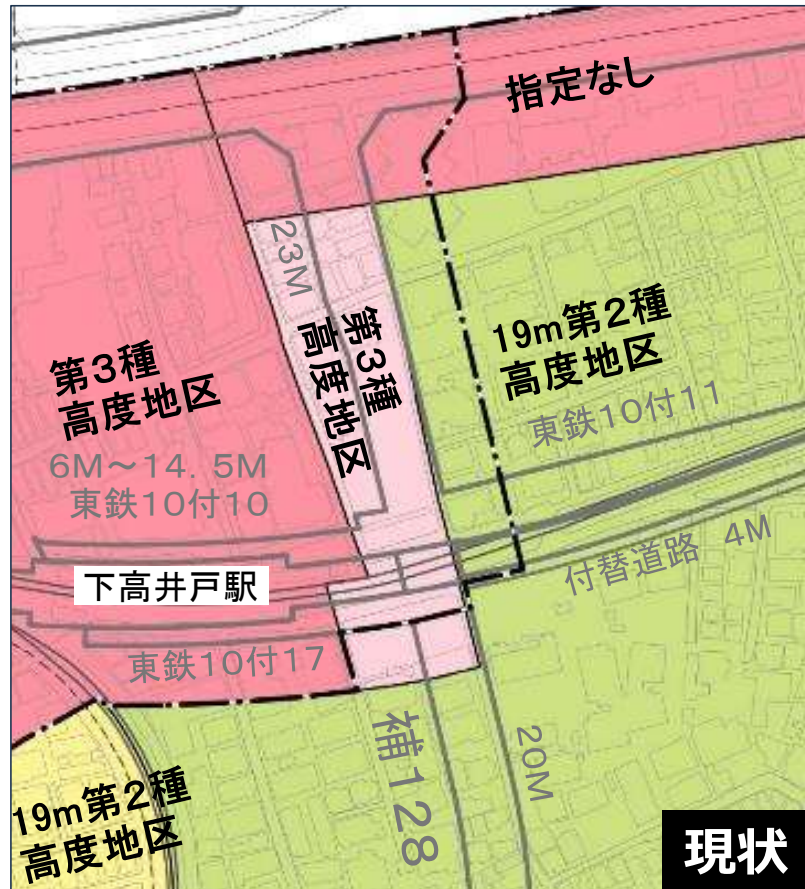 指定なし
23M
第3種
高度地区
19m第2種
高度地区
第3種
高度地区
東鉄10付11
6M～14.5M
東鉄10付10
付替道路 4M
下高井戸駅
東鉄10付17
補128
20M
19m第2種
高度地区
現状